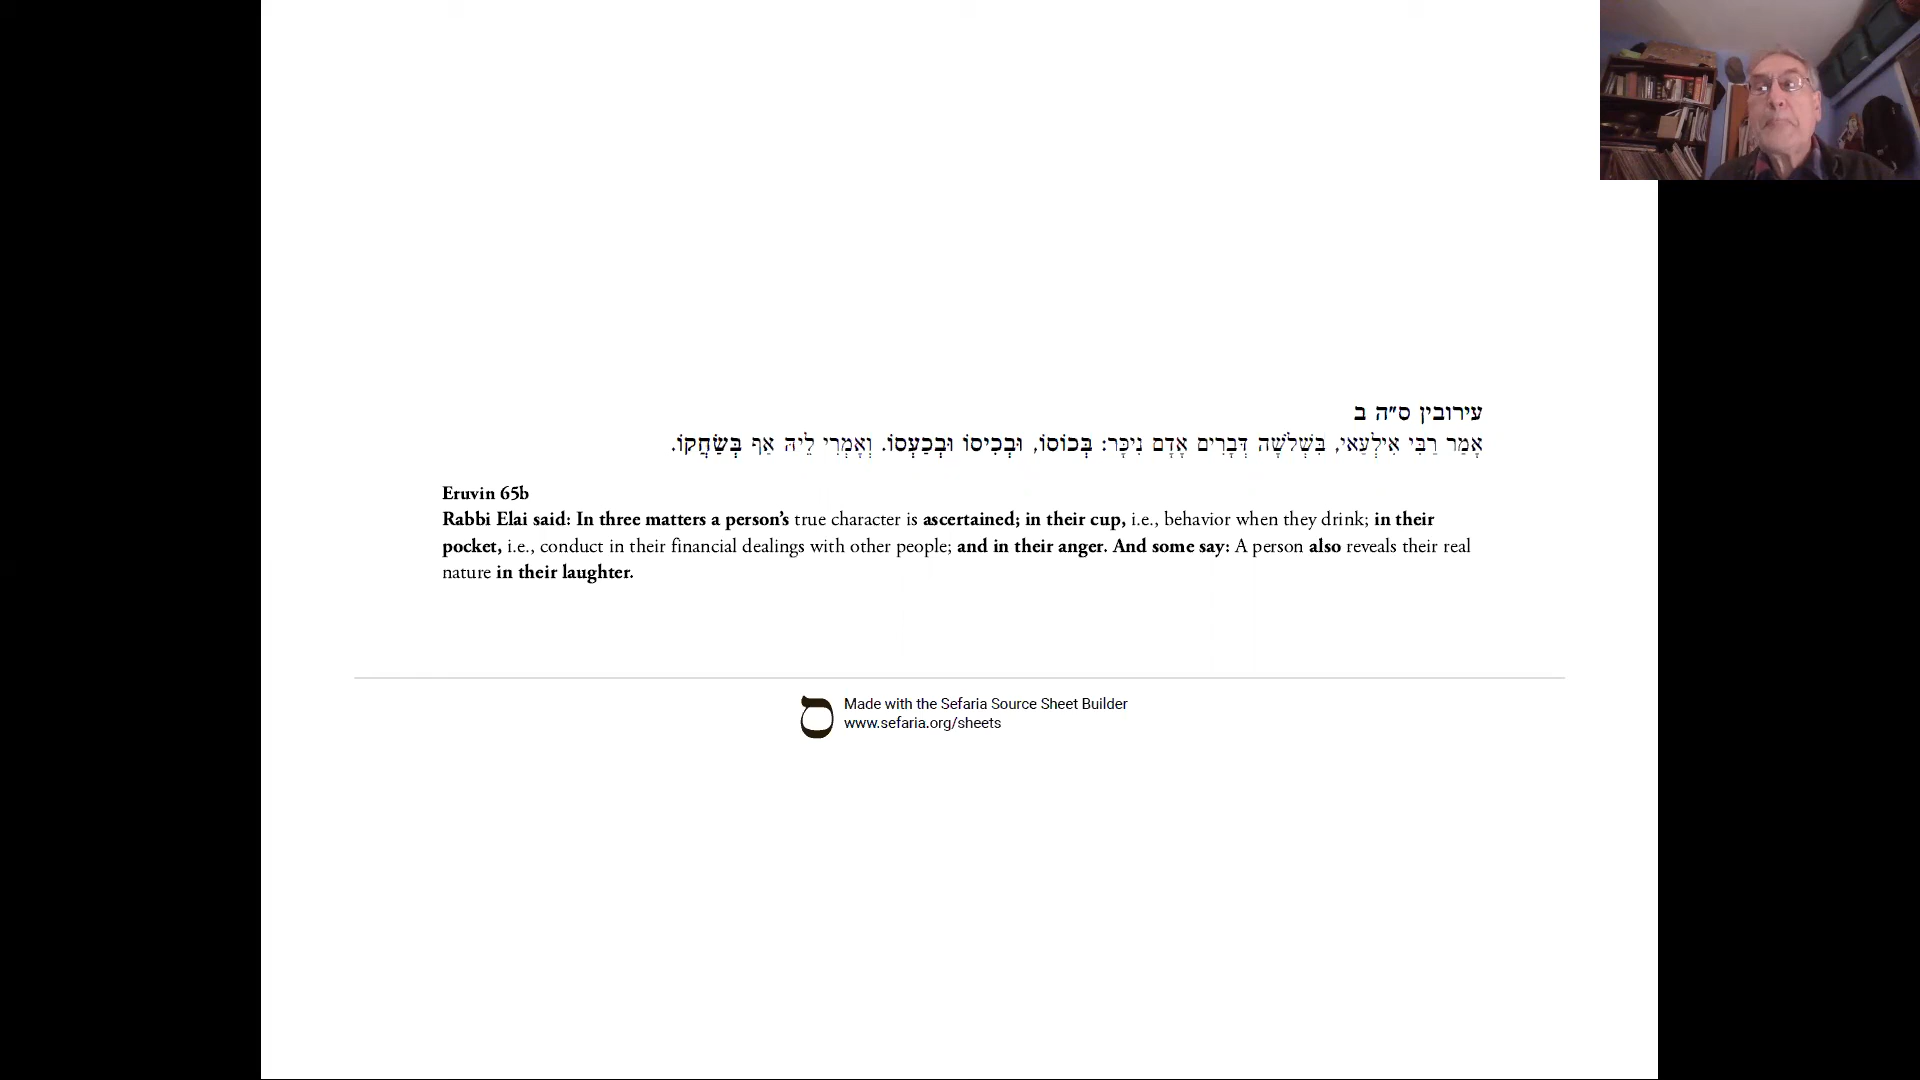 עירובין ס״ה ב
אָמַר רַבִּי אִילְעַאי, בִּשְׁלֹשָׁה דְּבָרִים אָדָם נִיכָּר: בְּכוֹסוֹ, וּבְכִיסוֹ וּבְכַעְסוֹ. וְאָמְרִי לֵיהּ אַף בְּשַׂחֲקוֹ.
Eruvin 65b
Rabbi Elai said: In three matters a person’s true character is ascertained; in their cup, i.e., behavior when they drink; in their
pocket, i.e., conduct in their financial dealings with other people; and in their anger. And some say: A person also reveals their real
nature in their laughter.
Made with the Sefaria Source Sheet Builder
www.sefaria.org/sheets